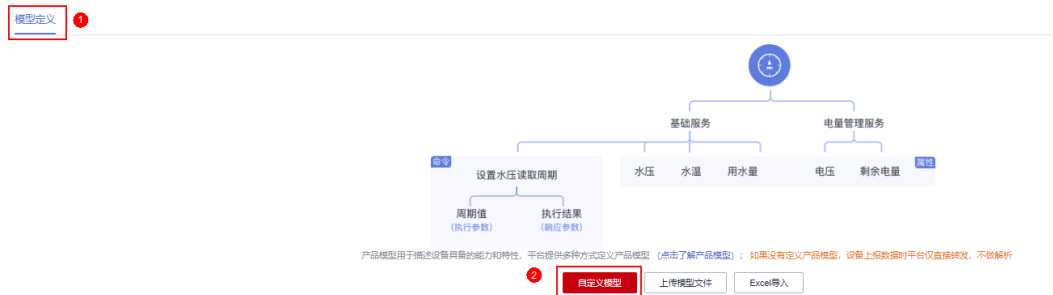 模型定义 1
基础服务 电量管理服务
命令 属性
设置水压读取周期 水压 水温 用水量 电压 剩余电量
周期值 执行结果
(执行参数) (响应参数)
产品模型用于描述设备具备的能力和特性，平台提供多种方式定义产品模型 (点击了解产品模型)；如果没有定义产品模型，设备上报数据时平台仅直接转发，不做解析
2 自定义模型 上传模型文件 Excel导入